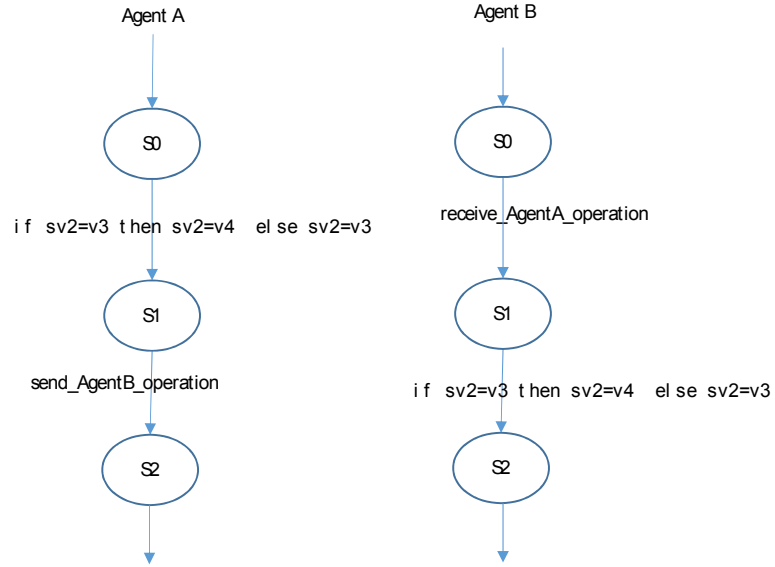 Agent A
S0
if sv2=v3 then sv2=v4 else sv2=v3
S1
send_AgentB_operation
S2
Agent B
S0
receive_AgentA_operation
S1
if sv2=v3 then sv2=v4 else sv2=v3
S2